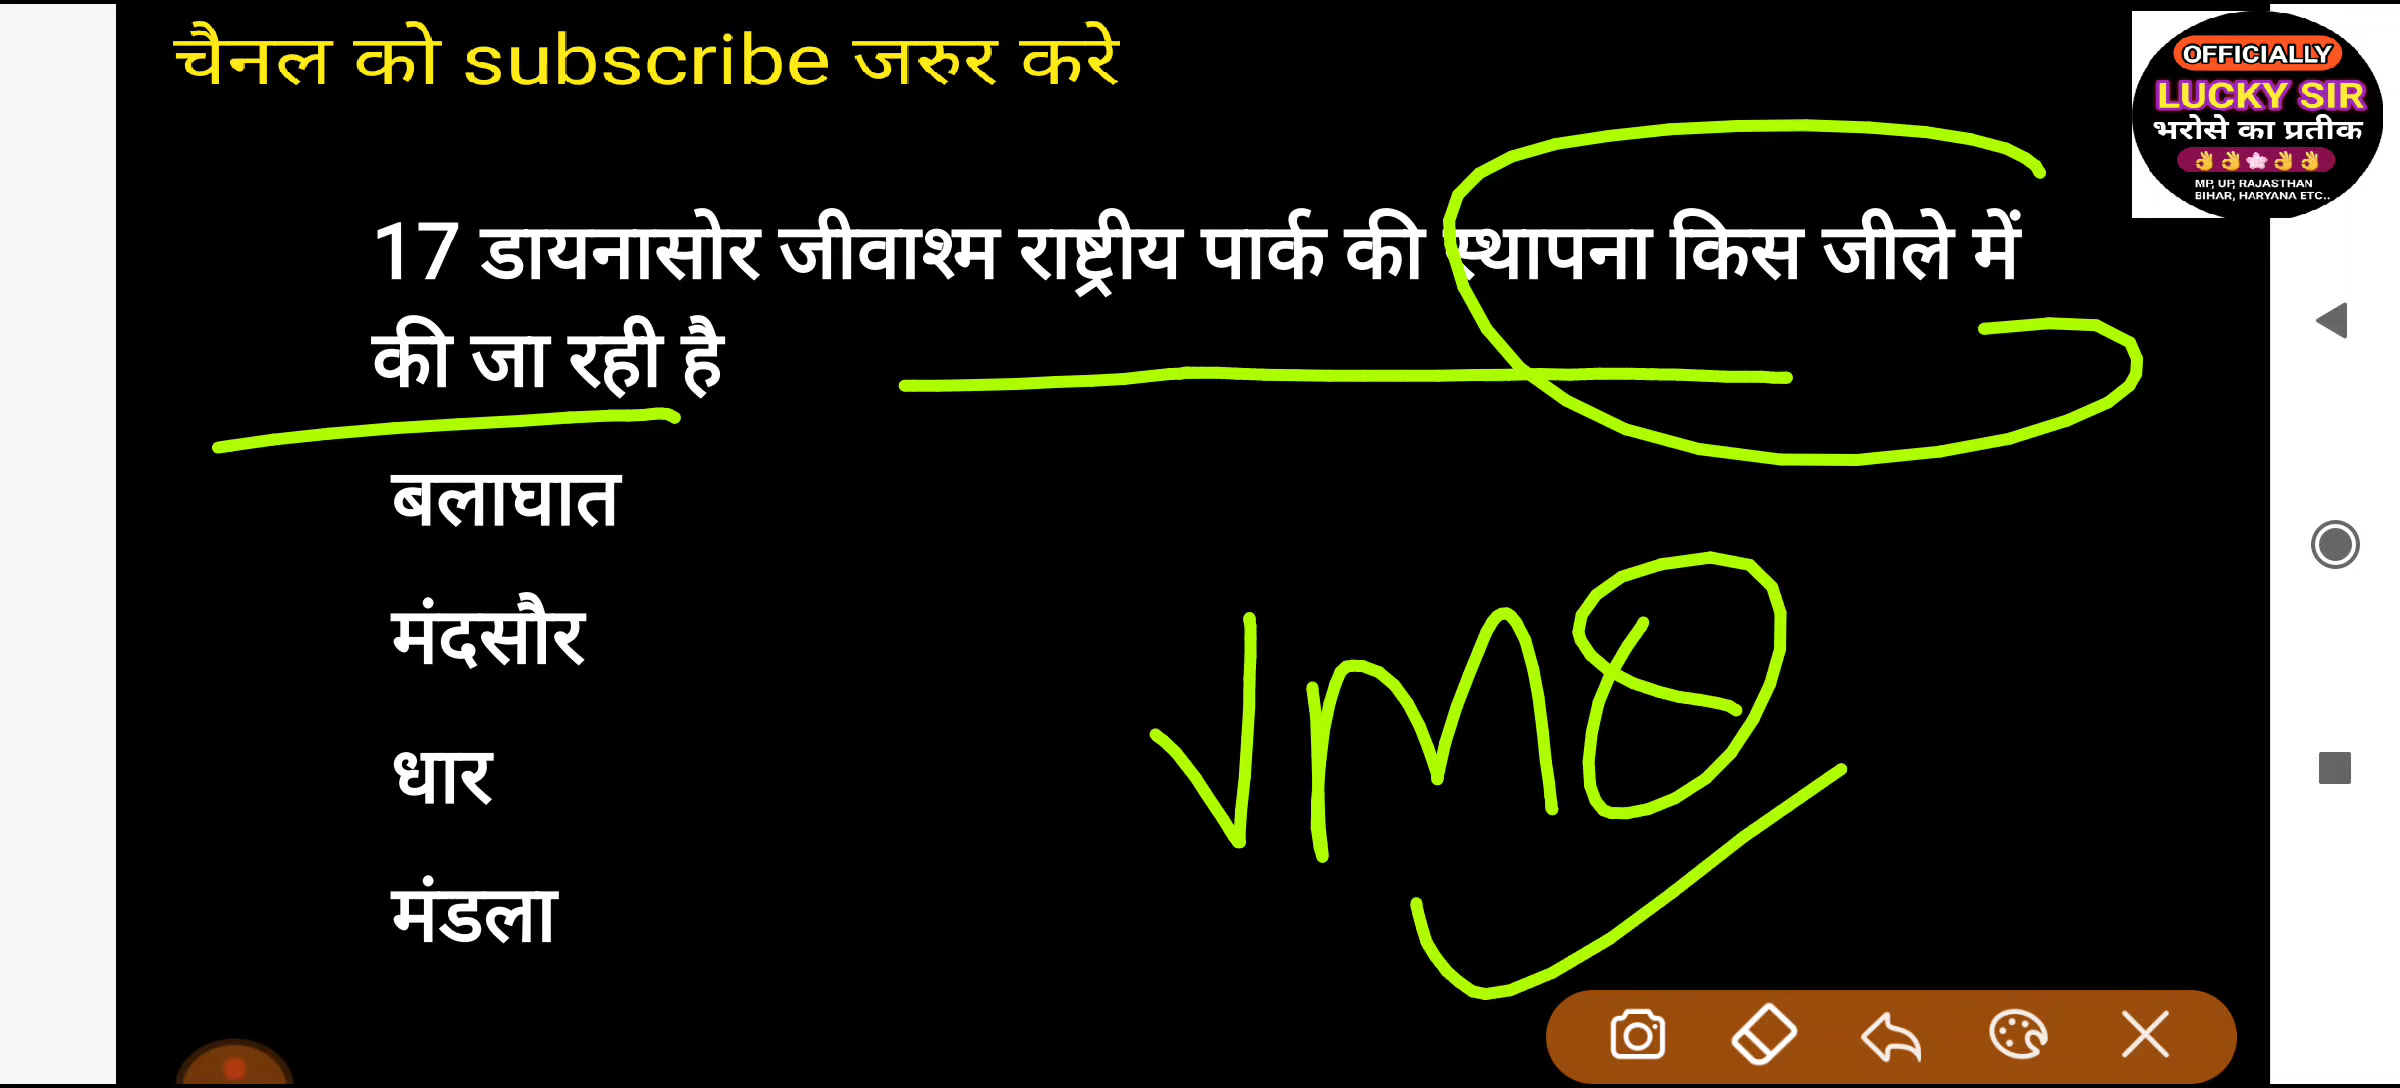 चैनल को subscribe जरुर करे
OFFICIALLY
LUCKY SIR
भरोसे का प्रतीक
MP, UP, RAJASTHAN
BIHAR, HARYANA ETC..
17 डायनासोर जीवाश्म राष्ट्रीय पार्क की स्थापना किस जीले में
की जा रही है
बलाघात
मंदसौर
धार
मंडला